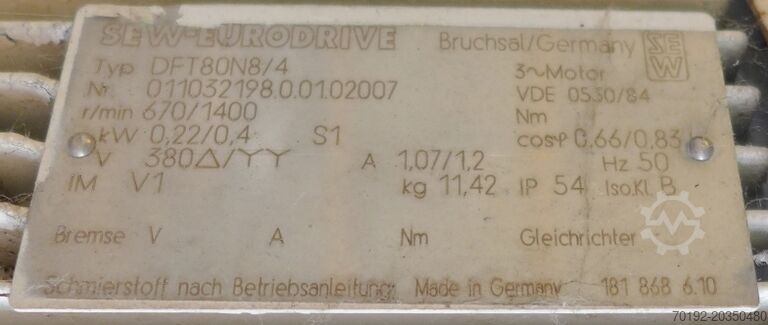 SEW-EURODRIVE Bruchsal/Germany SEW
Typ DFT80N8/4 3~Motor
Nr. 011032198.0.01.02007 VDE 0530/84
r/min 670/1400 Nm
kW 0,22/0,4 S1 cosφ 0,66/0,83
V 380△/YY A 1,07/1,2 Hz 50
IM V1 kg 11,42 IP 54 Iso.Kl. B
Bremse V A Nm Gleichrichter
Schmierstoff nach Betriebsanleitung: Made in Germany 181 868 6.10
70192-20350480